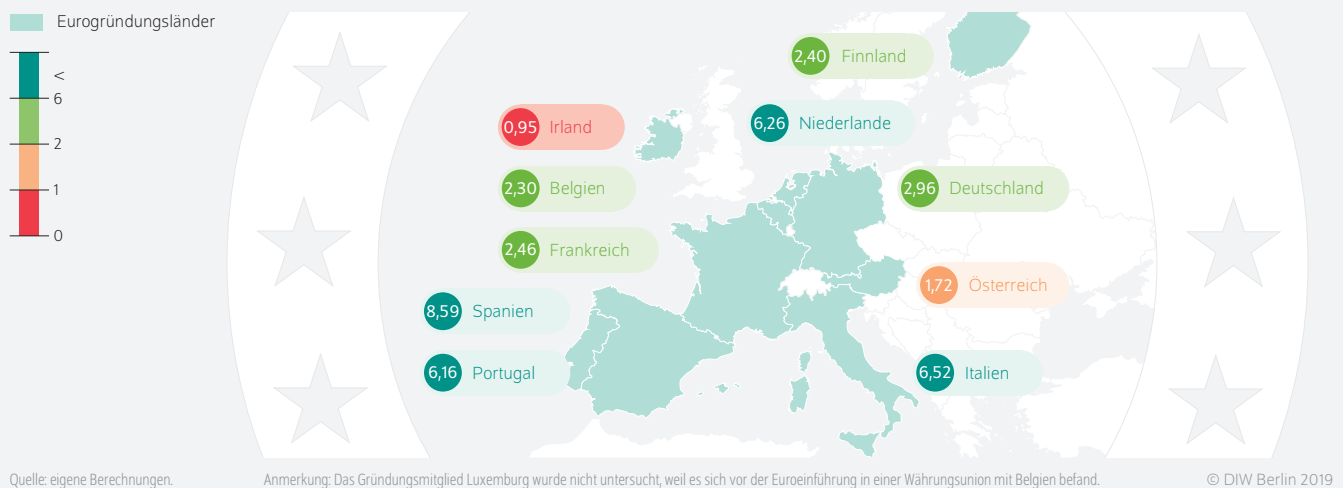 Eurogründungsländer
<
6
2
1
0
2,40 Finnland
0,95 Irland
6,26 Niederlande
2,30 Belgien
2,96 Deutschland
2,46 Frankreich
1,72 Österreich
8,59 Spanien
6,16 Portugal
6,52 Italien
Quelle: eigene Berechnungen.
Anmerkung: Das Gründungsmitglied Luxemburg wurde nicht untersucht, weil es sich vor der Euroeinführung in einer Währungsunion mit Belgien befand.
© DIW Berlin 2019